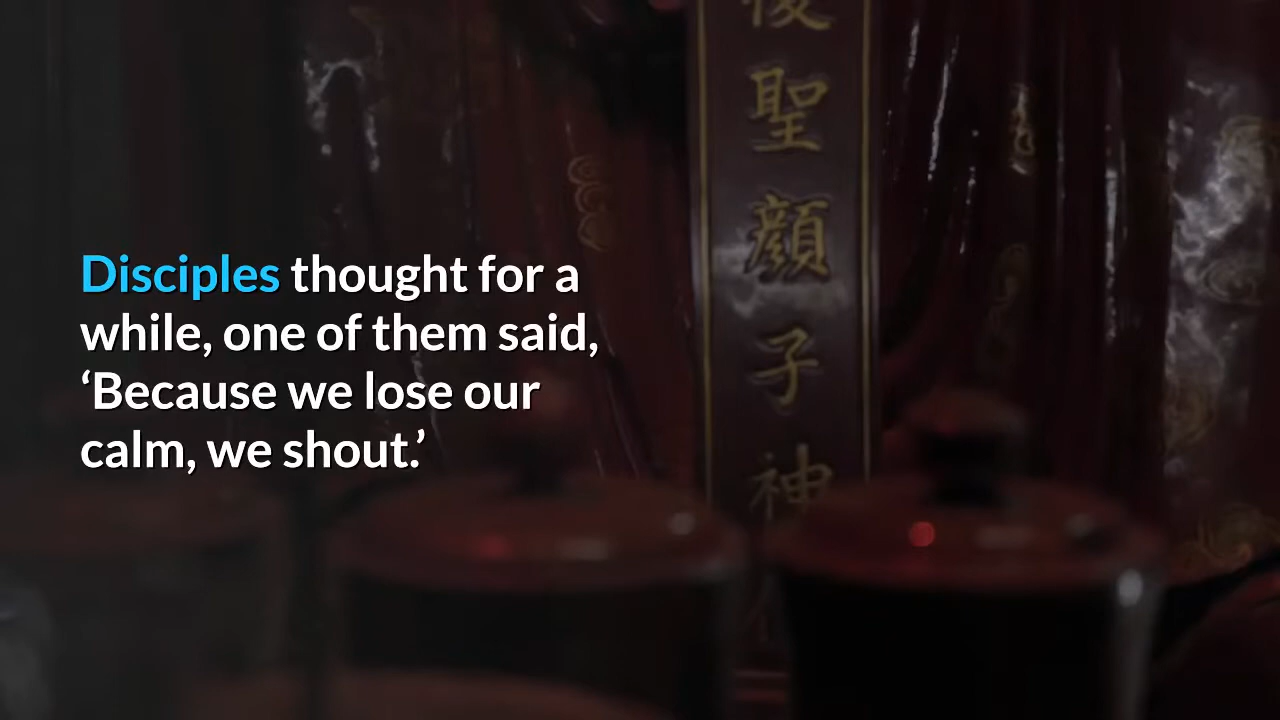 Disciples thought for a
while, one of them said,
‘Because we lose our
calm, we shout.’
復聖顏子神